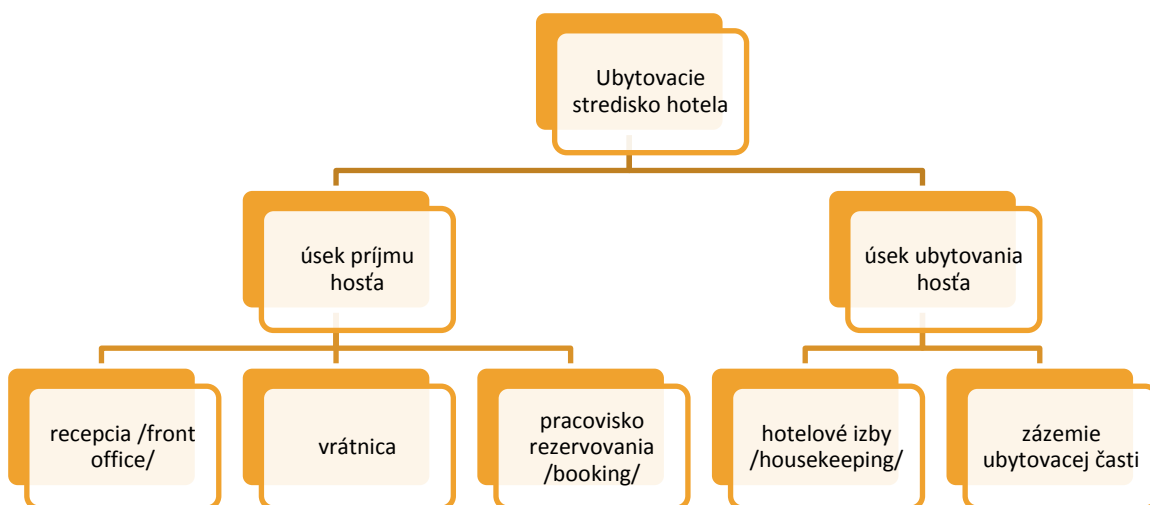 Ubytovacie
stredisko hotela
úsek príjmu
hosťa
úsek ubytovania
hosťa
recepcia /front
office/
vrátnica
pracovisko
rezervovania
/booking/
hotelové izby
/housekeeping/
zázemie
ubytovacej časti